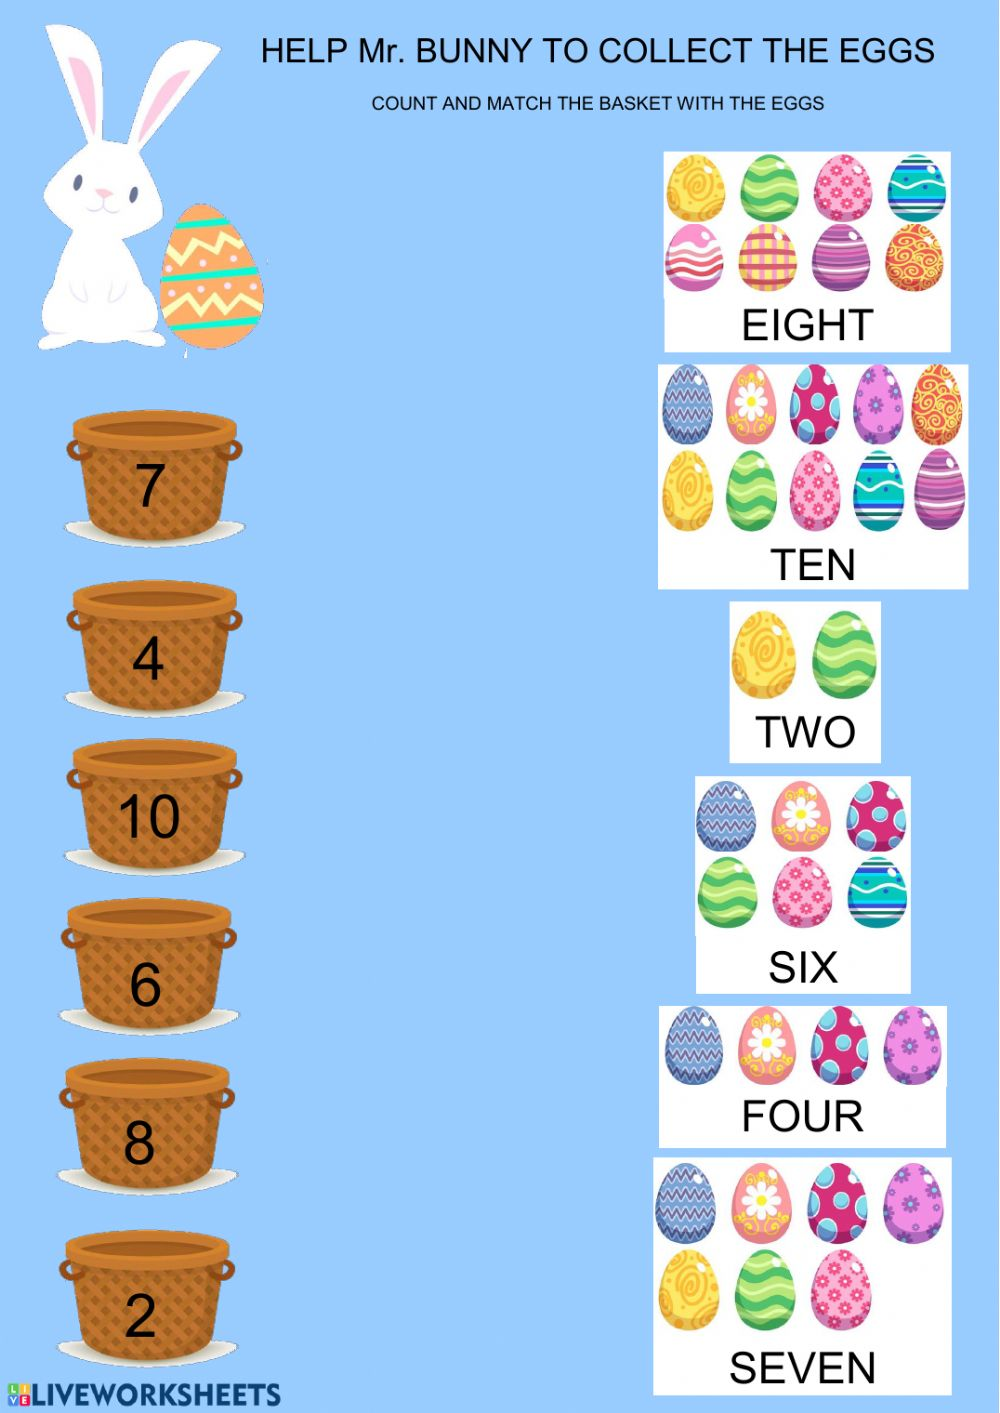 HELP Mr. BUNNY TO COLLECT THE EGGS
COUNT AND MATCH THE BASKET WITH THE EGGS
EIGHT
7
TEN
4
TWO
10
6
SIX
8
FOUR
2
SEVEN
LIVE LIVEWORKSHEETS